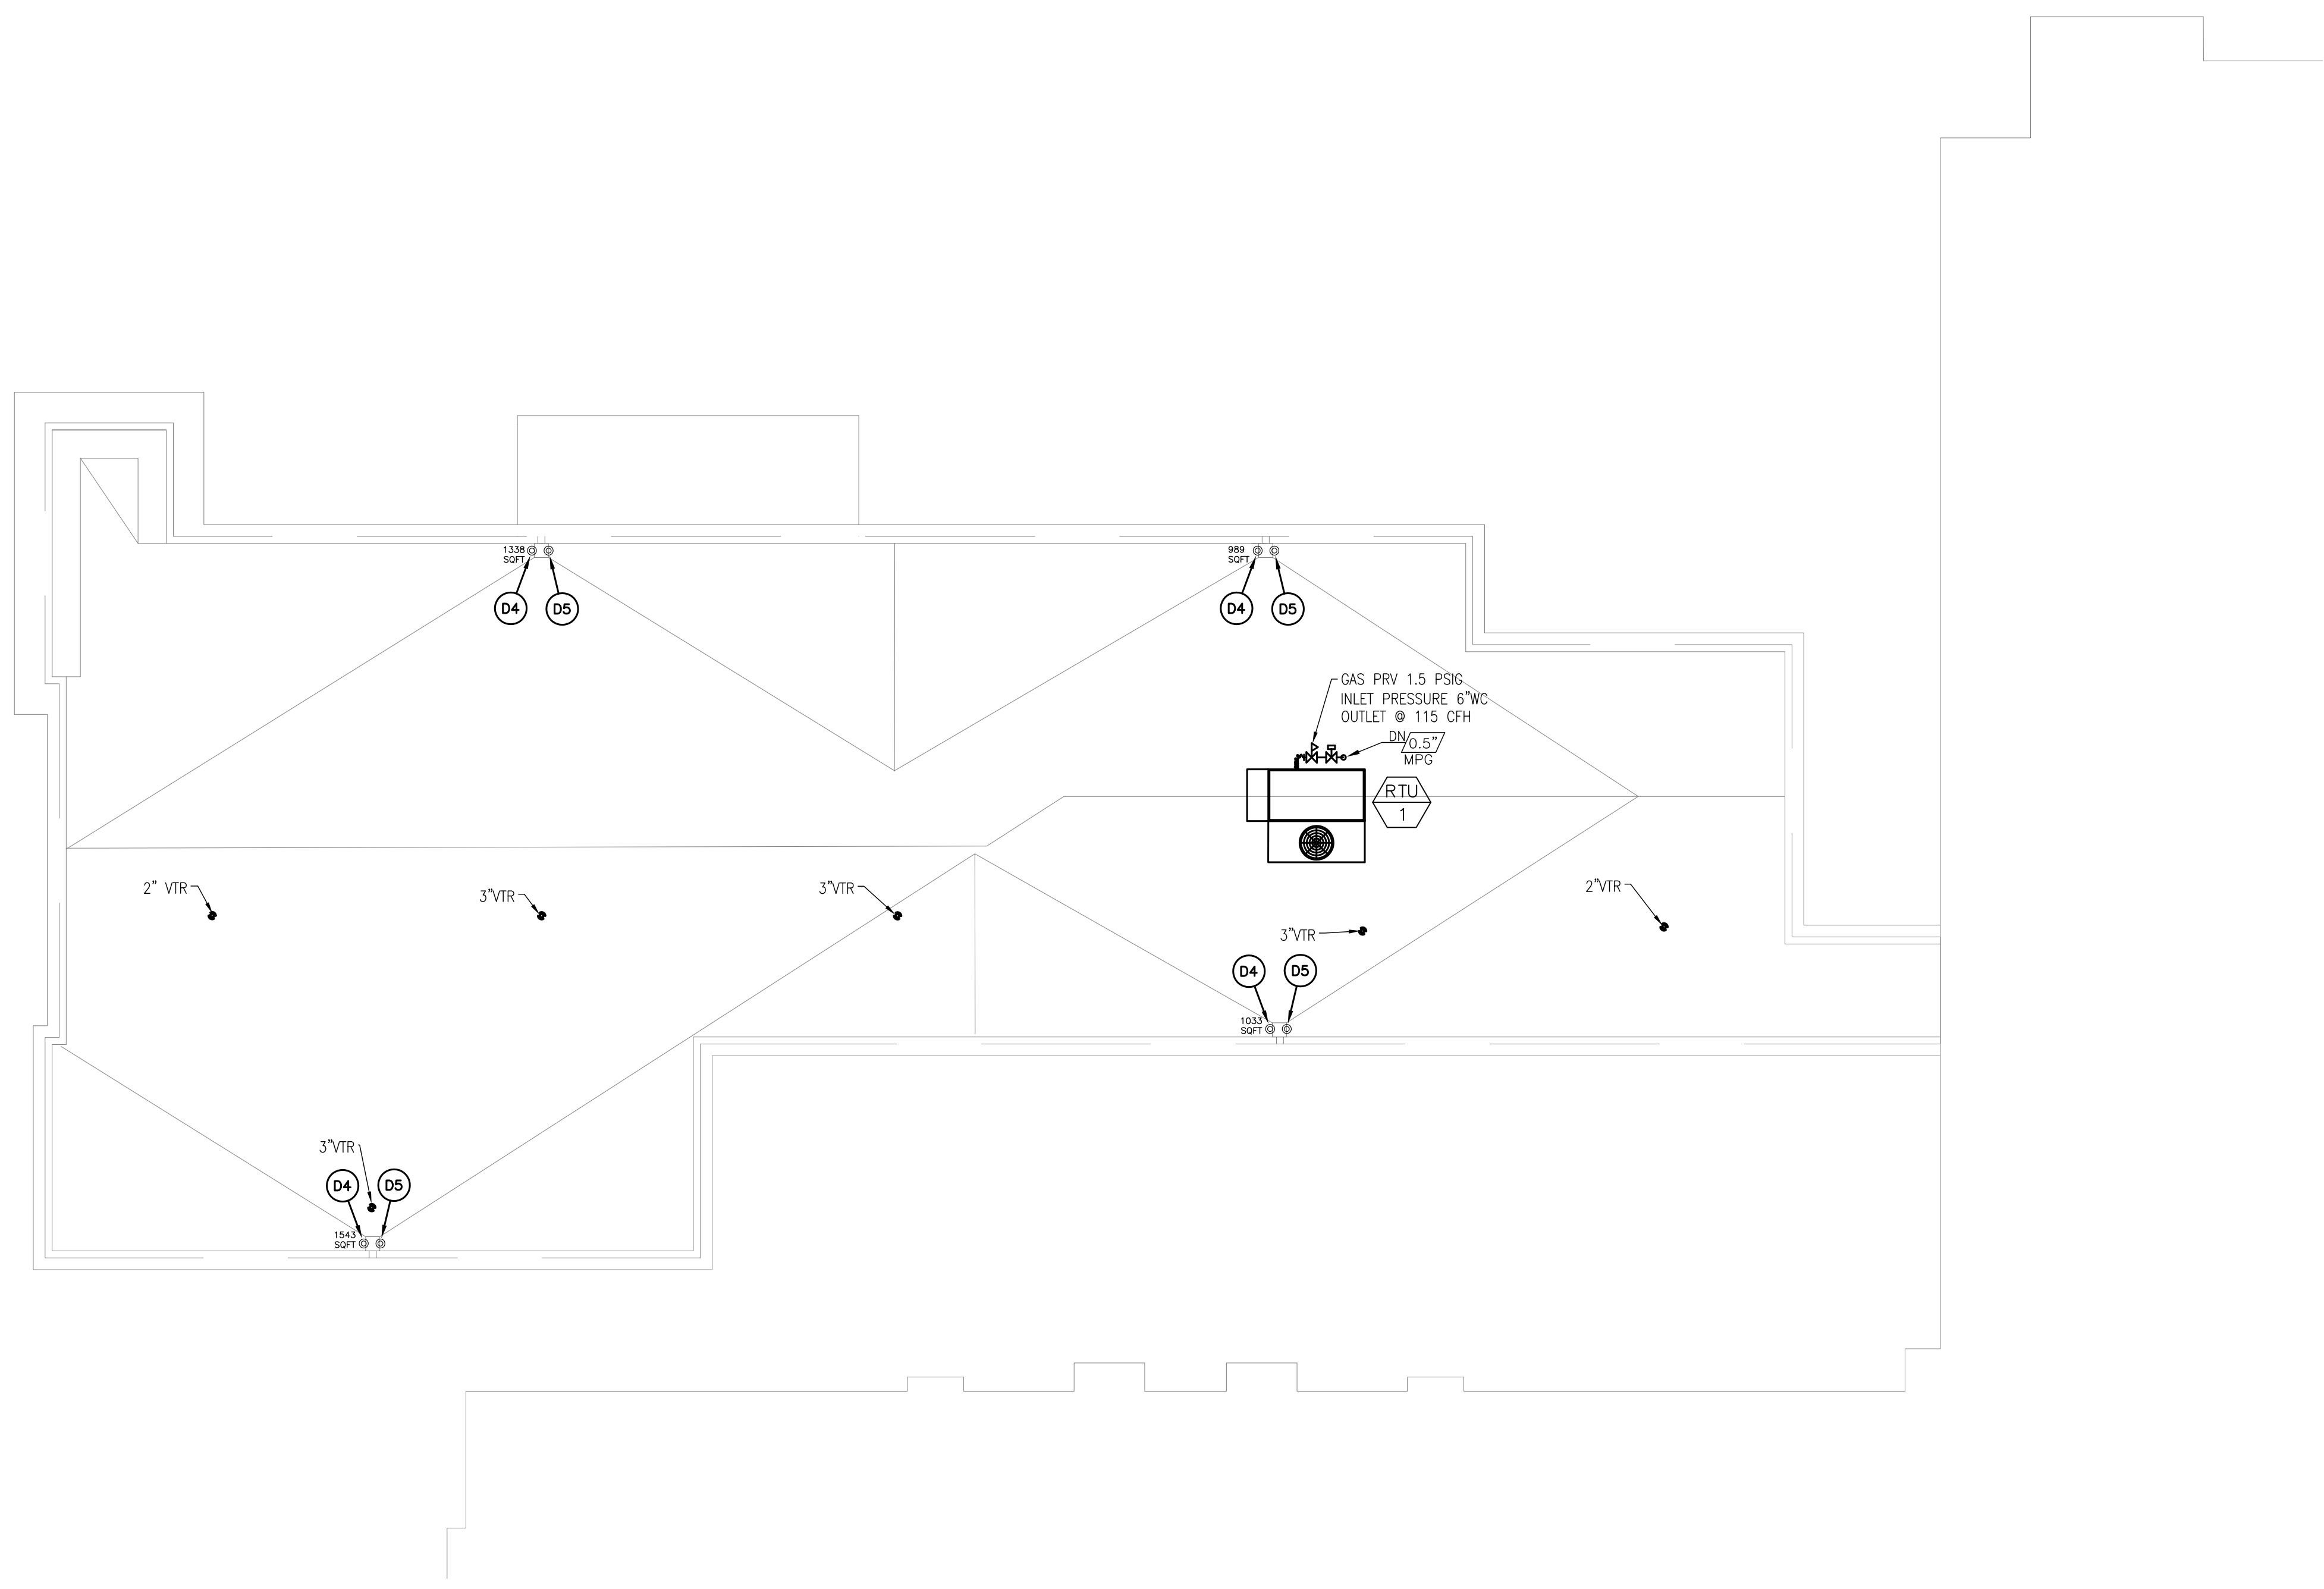 1338
SQFT
D4
D5
989
SQFT
D4
D5
GAS PRV 1.5 PSIG
INLET PRESSURE 6"WC
OUTLET @ 115 CFH
DN
0.5"
MPG
RTU
1
2" VTR
3"VTR
3"VTR
2"VTR
3"VTR
D4
D5
1033
SQFT
3"VTR
D4
D5
1543
SQFT